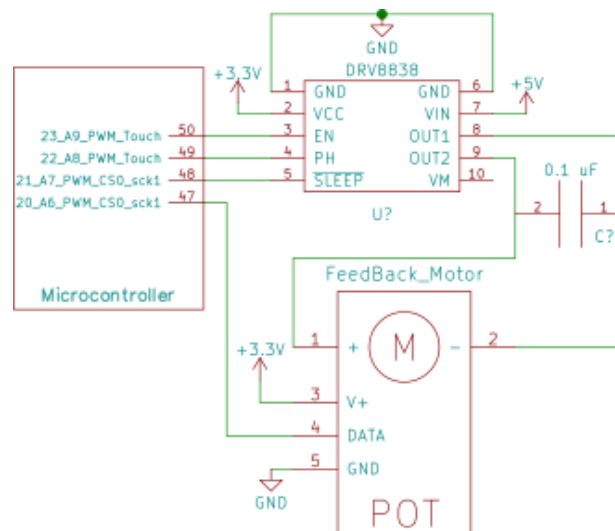 GND
DRV8838
+3.3V
+5V
1 GND GND 6
2 VCC VIN 7
23_A9_PWM_Touch 50 3 EN OUT1 8
22_A8_PWM_Touch 49 4 PH OUT2 9
21_A7_PWM_CS0_sck1 48 5 SLEEP VM 10
20_A6_PWM_CS0_sck1 47
0.1 uF
U?
2 1
C?
Microcontroller
FeedBack_Motor
1 + M - 2
+3.3V
3 V+
4 DATA
5 GND
GND
POT